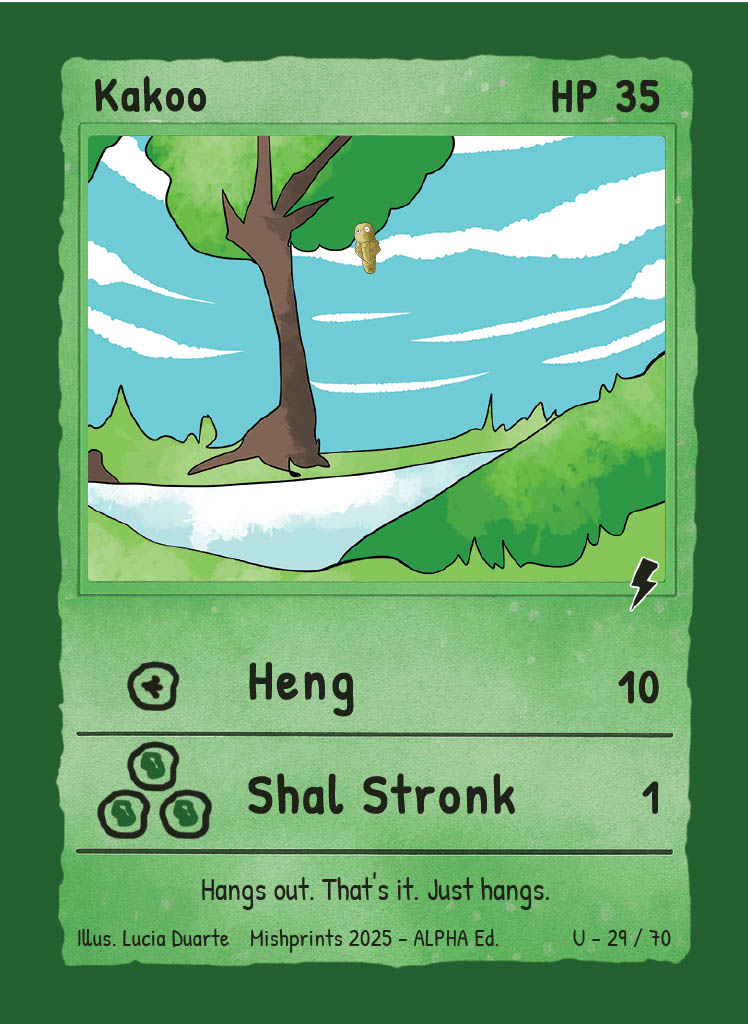 Kakoo HP 35
Heng 10
Shal Stronk 1
Hangs out. That's it. Just hangs.
Illus. Lucia Duarte Mishprints 2025 - ALPHA Ed. U - 29 / 70